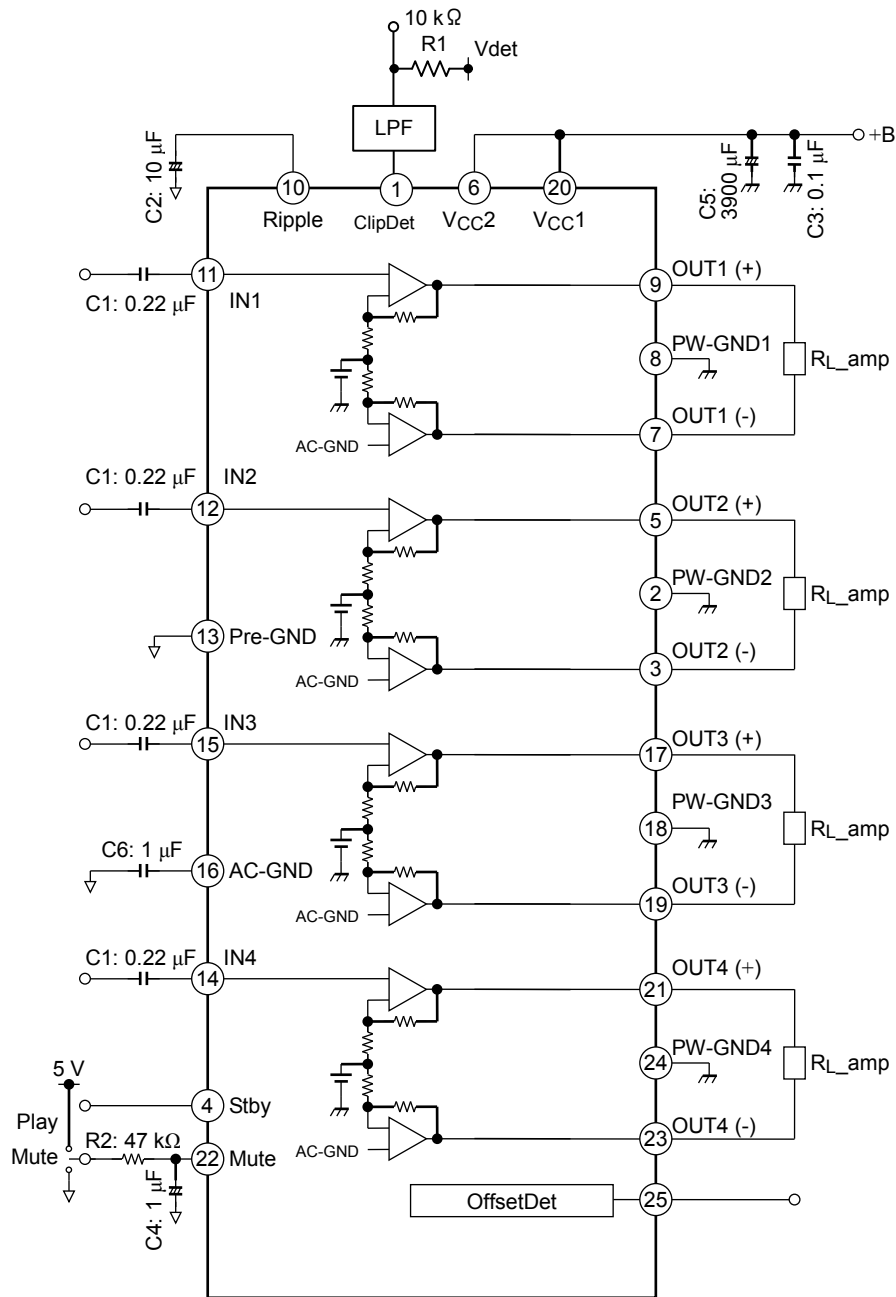 10 kΩ
R1
Vdet
LPF
+B
C2: 10 µF
C5: 3900 µF
C3: 0.1 µF
10
1
6
20
Ripple
ClipDet
VCC2
VCC1
11
C1: 0.22 µF
IN1
OUT1 (+)
9
PW-GND1
8
RL_amp
OUT1 (-)
AC-GND
7
C1: 0.22 µF
IN2
12
OUT2 (+)
5
PW-GND2
2
RL_amp
13
Pre-GND
OUT2 (-)
AC-GND
3
C1: 0.22 µF
IN3
15
OUT3 (+)
17
PW-GND3
18
RL_amp
C6: 1 µF
16
AC-GND
OUT3 (-)
AC-GND
19
C1: 0.22 µF
IN4
14
OUT4 (+)
21
PW-GND4
24
RL_amp
5 V
Play
4
Stby
OUT4 (-)
Mute
R2: 47 kΩ
22
Mute
AC-GND
23
C4: 1 µF
OffsetDet
25